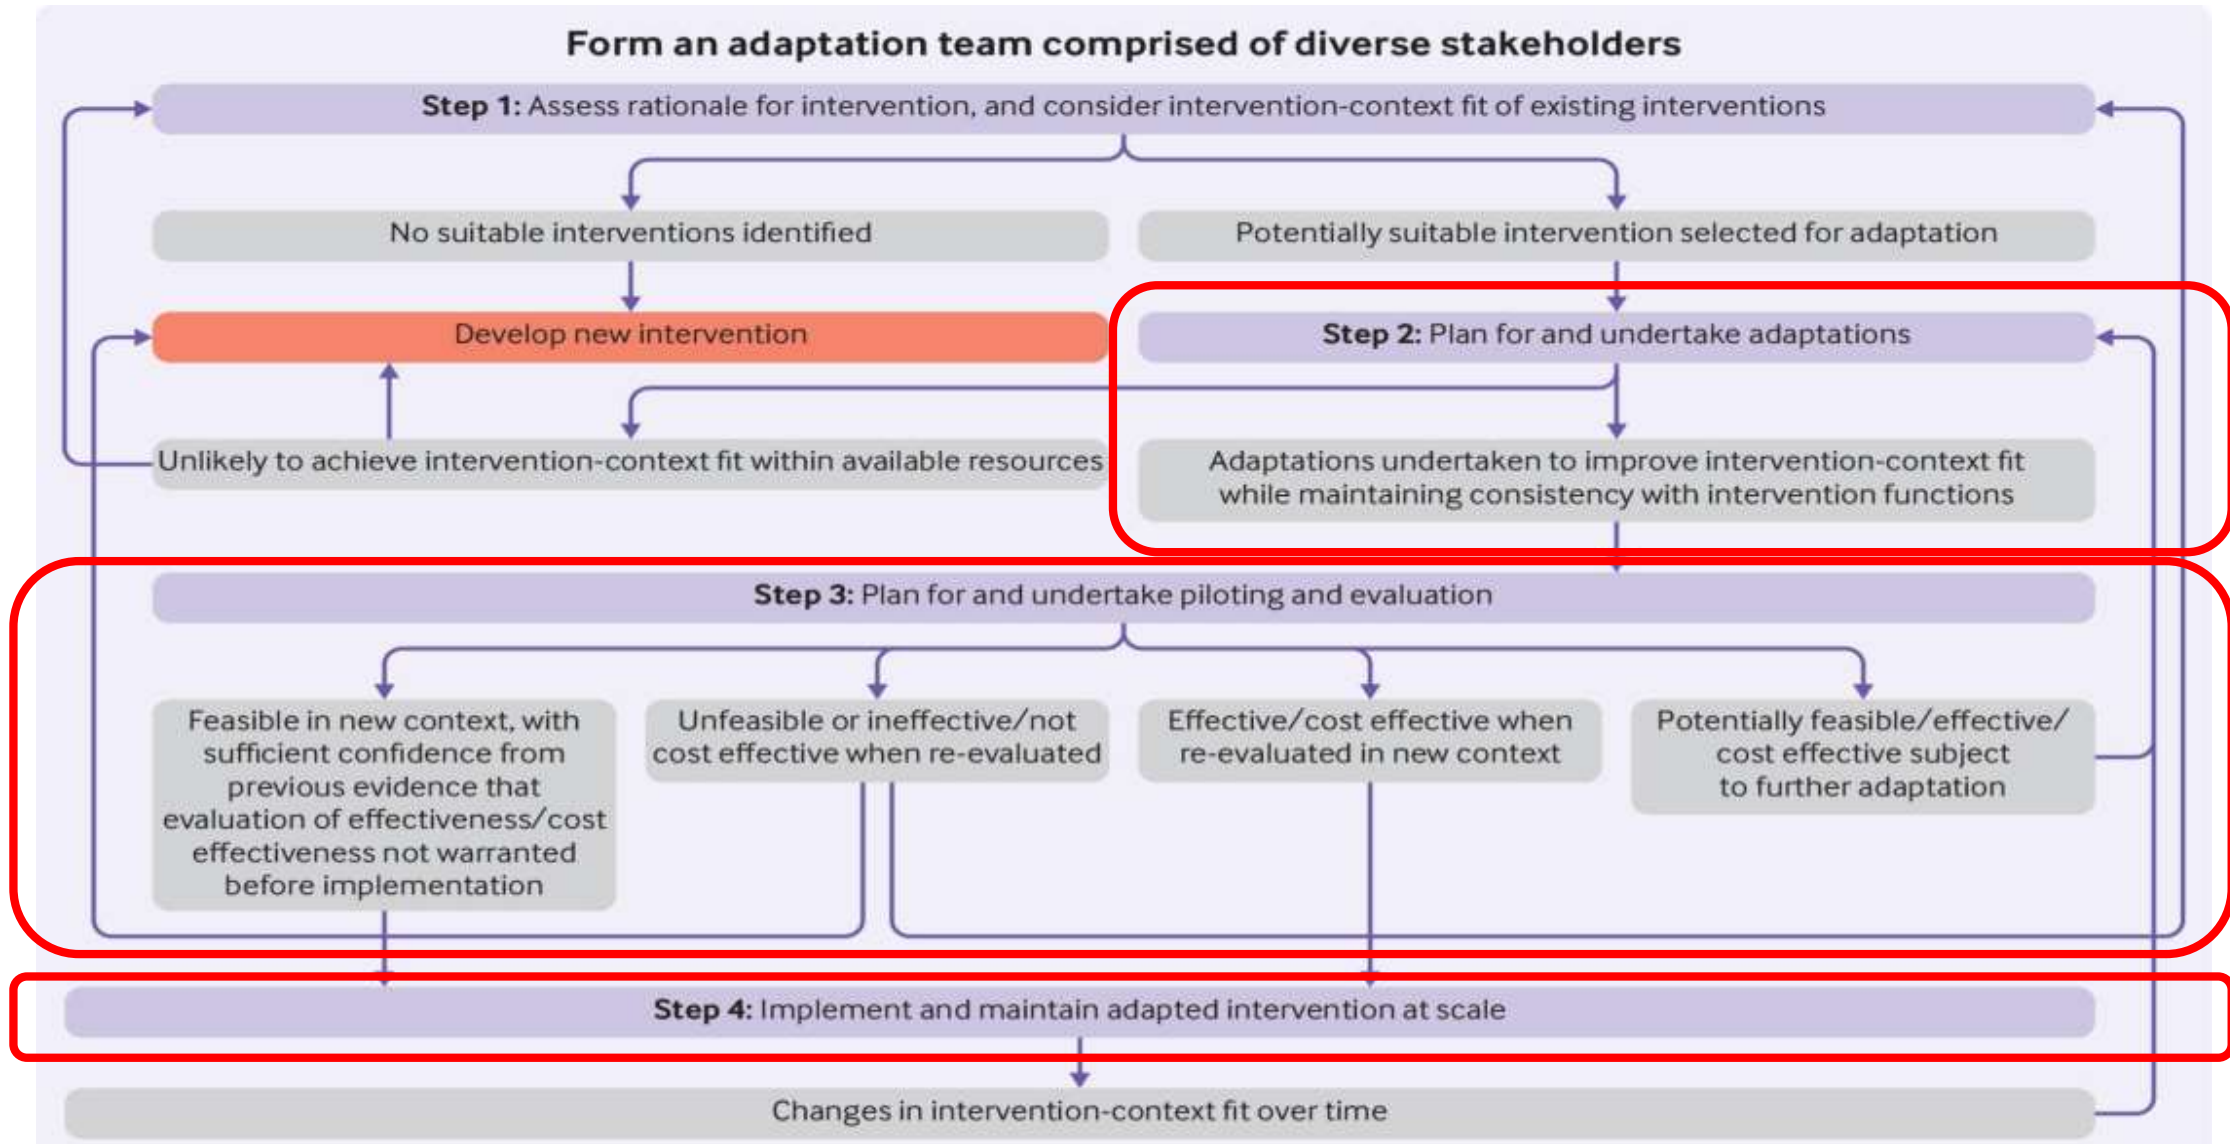 Form an adaptation team comprised of diverse stakeholders
Step 1: Assess rationale for intervention, and consider intervention-context fit of existing interventions
No suitable interventions identified
Potentially suitable intervention selected for adaptation
Develop new intervention
Step 2: Plan for and undertake adaptations
Unlikely to achieve intervention-context fit within available resources
Adaptations undertaken to improve intervention-context fit
while maintaining consistency with intervention functions
Step 3: Plan for and undertake piloting and evaluation
Feasible in new context, with
sufficient confidence from
previous evidence that
evaluation of effectiveness/cost
effectiveness not warranted
before implementation
Unfeasible or ineffective/not
cost effective when re-evaluated
Effective/cost effective when
re-evaluated in new context
Potentially feasible/effective/
cost effective subject
to further adaptation
Step 4: Implement and maintain adapted intervention at scale
Changes in intervention-context fit over time